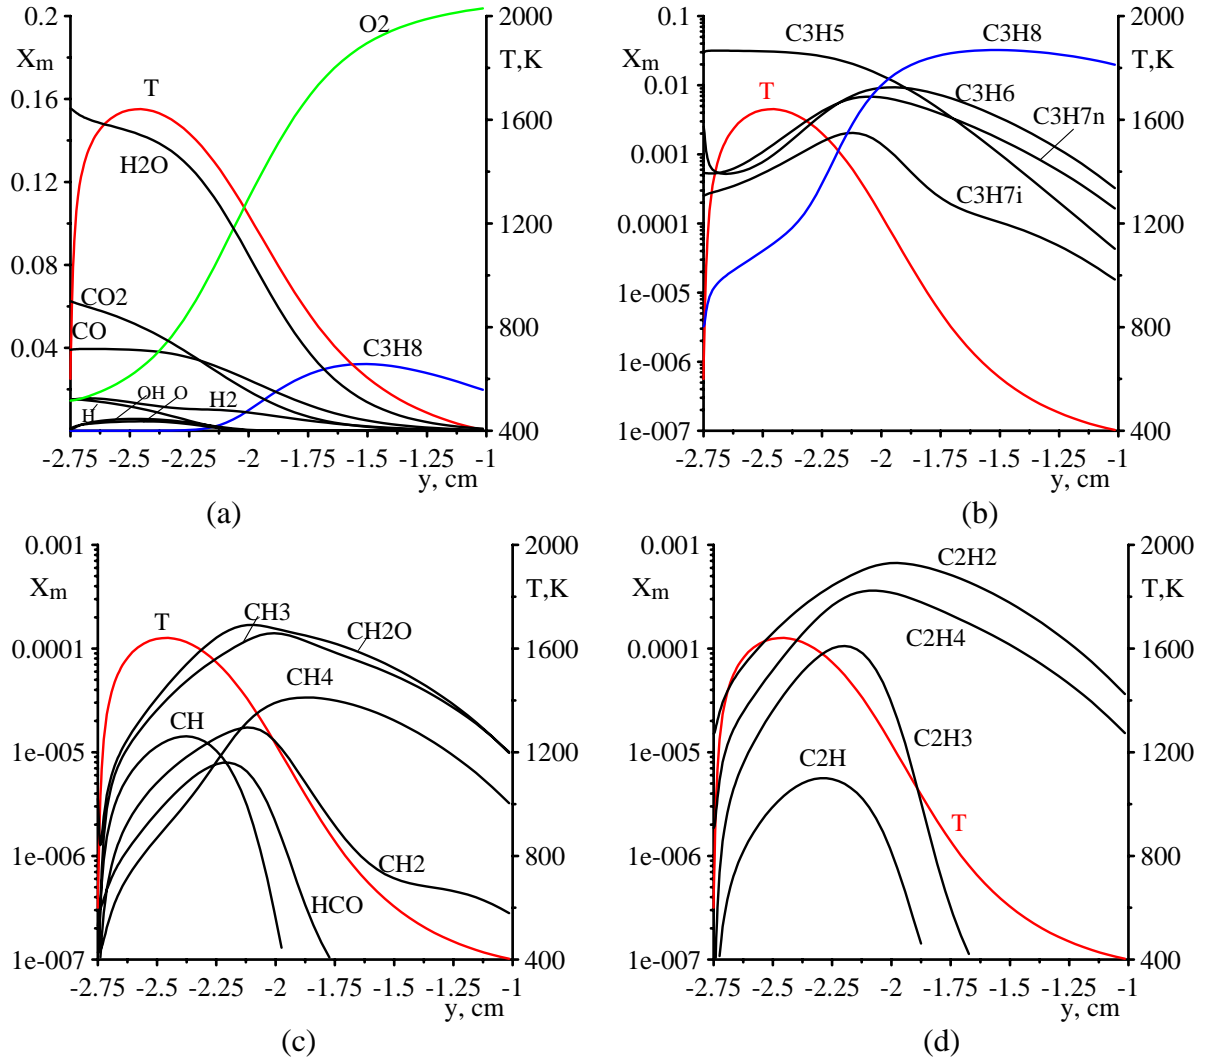 0.2
X m
0.16
0.12
0.08
0.04
T
H2O
O2
CO2
CO
C3H8
H
OH
O
H2
2000
T,K
1600
1200
800
400
-2.75 -2.5 -2.25 -2 -1.75 -1.5 -1.25 -1
y, cm
(a)
0.1
X m
0.01
0.001
0.0001
1e-005
1e-006
1e-007
C3H5
C3H8
T
C3H6
C3H7n
C3H7i
2000
T,K
1600
1200
800
400
-2.75 -2.5 -2.25 -2 -1.75 -1.5 -1.25 -1
y, cm
(b)
0.001
X m
0.0001
1e-005
1e-006
1e-007
T
CH3
CH2O
CH4
CH
CH2
HCO
2000
T,K
1600
1200
800
400
-2.75 -2.5 -2.25 -2 -1.75 -1.5 -1.25 -1
y, cm
(c)
0.001
X m
0.0001
1e-005
1e-006
1e-007
C2H2
T
C2H4
C2H3
C2H
T
2000
T,K
1600
1200
800
400
-2.75 -2.5 -2.25 -2 -1.75 -1.5 -1.25 -1
y, cm
(d)